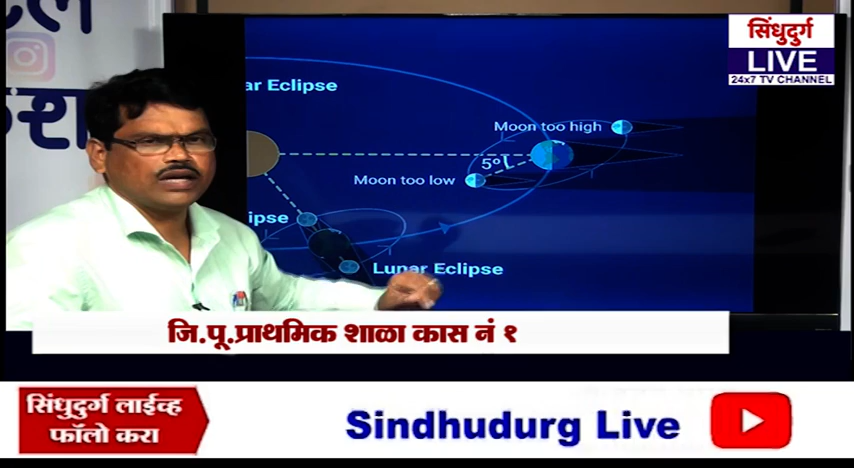 सिंधुदुर्ग
LIVE
24x7 TV CHANNEL
ar Eclipse
Moon too high
5º
Moon too low
ipse
Lunar Eclipse
जि.पू.प्राथमिक शाळा कास नं १
सिंधुदुर्ग लाईव्ह
फॉलो करा
Sindhudurg Live